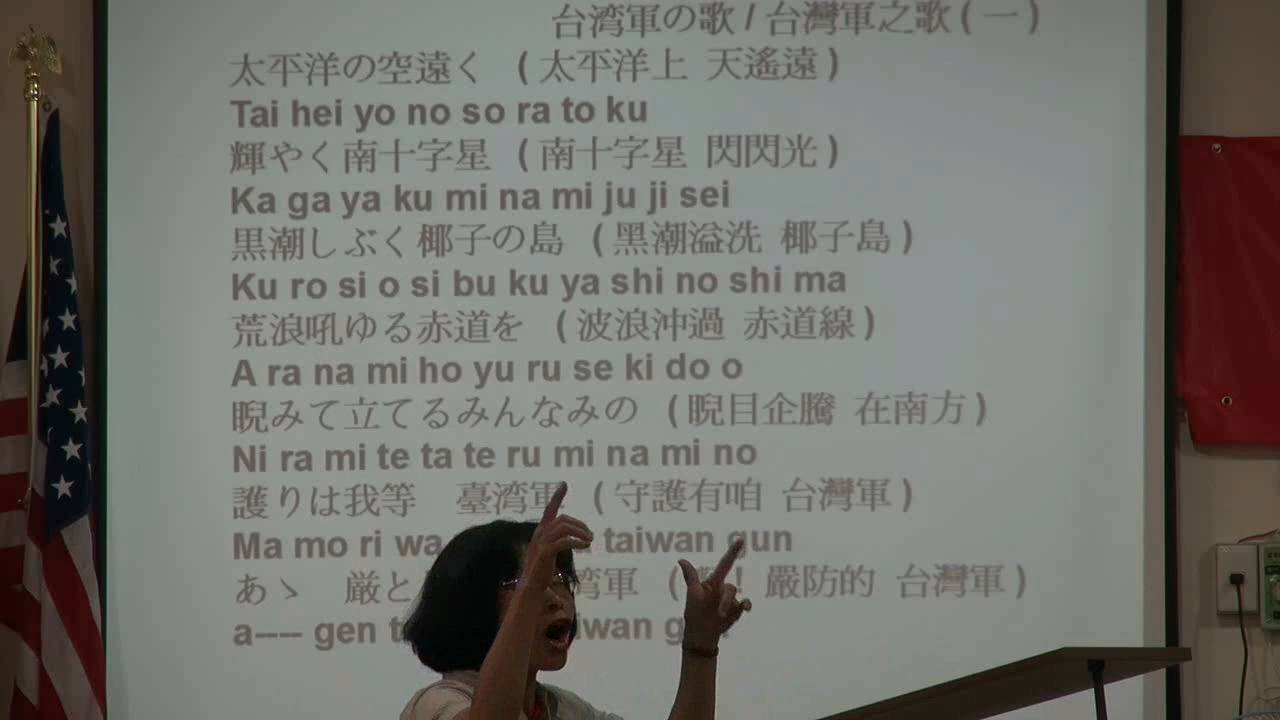 台湾軍の歌 / 台灣軍之歌 ( 一 )
太平洋の空遠く ( 太平洋上 天遙遠 )
Tai hei yo no so ra to ku
輝やく南十字星 ( 南十字星 閃閃光 )
Ka ga ya ku mi na mi ju ji sei
黒潮しぶく椰子の島 ( 黑潮溢洗 椰子島 )
Ku ro si o si bu ku ya shi no shi ma
荒浪吼ゆる赤道を ( 波浪沖過 赤道線 )
A ra na mi ho yu ru se ki do o
睨みて立てるみんなみの ( 睨目企騰 在南方 )
Ni ra mi te ta te ru mi na mi no
護りは我等 臺湾軍 ( 守護有咱 台灣軍 )
Ma mo ri wa taiwan gun
あゝ 厳と 湾軍 ( ! 嚴防的 台灣軍 )
a---- gen